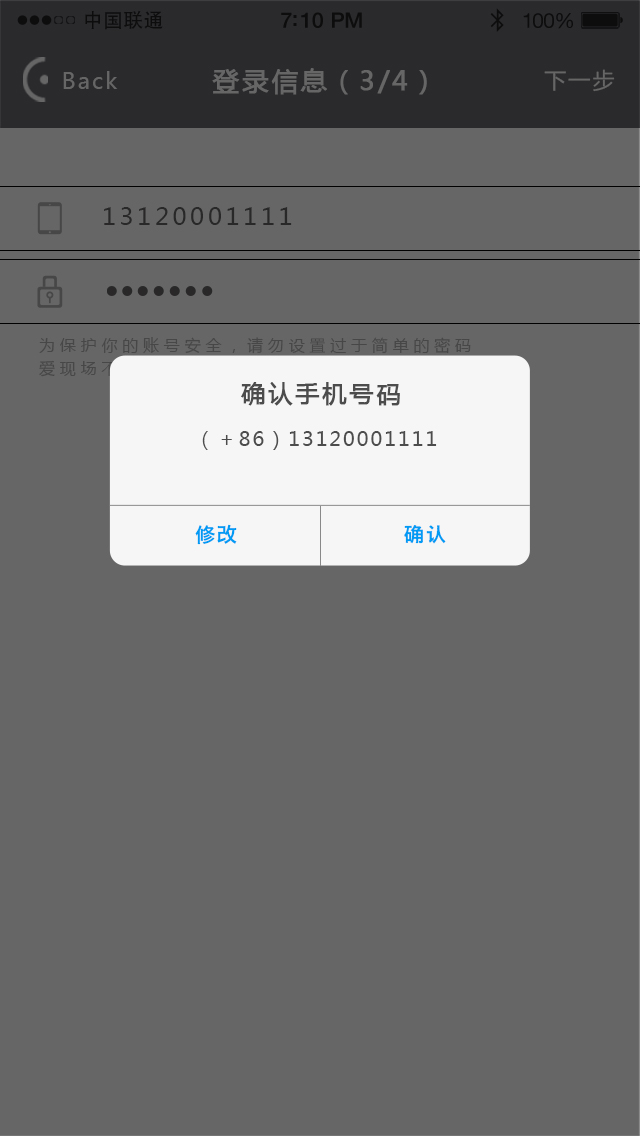 中国联通 7:10 PM 100%
Back 登录信息（3/4） 下一步
13120001111
•••••••
为保护你的账号安全，请勿设置过于简单的密码
爱现场
确认手机号码
（+86）13120001111
修改 确认